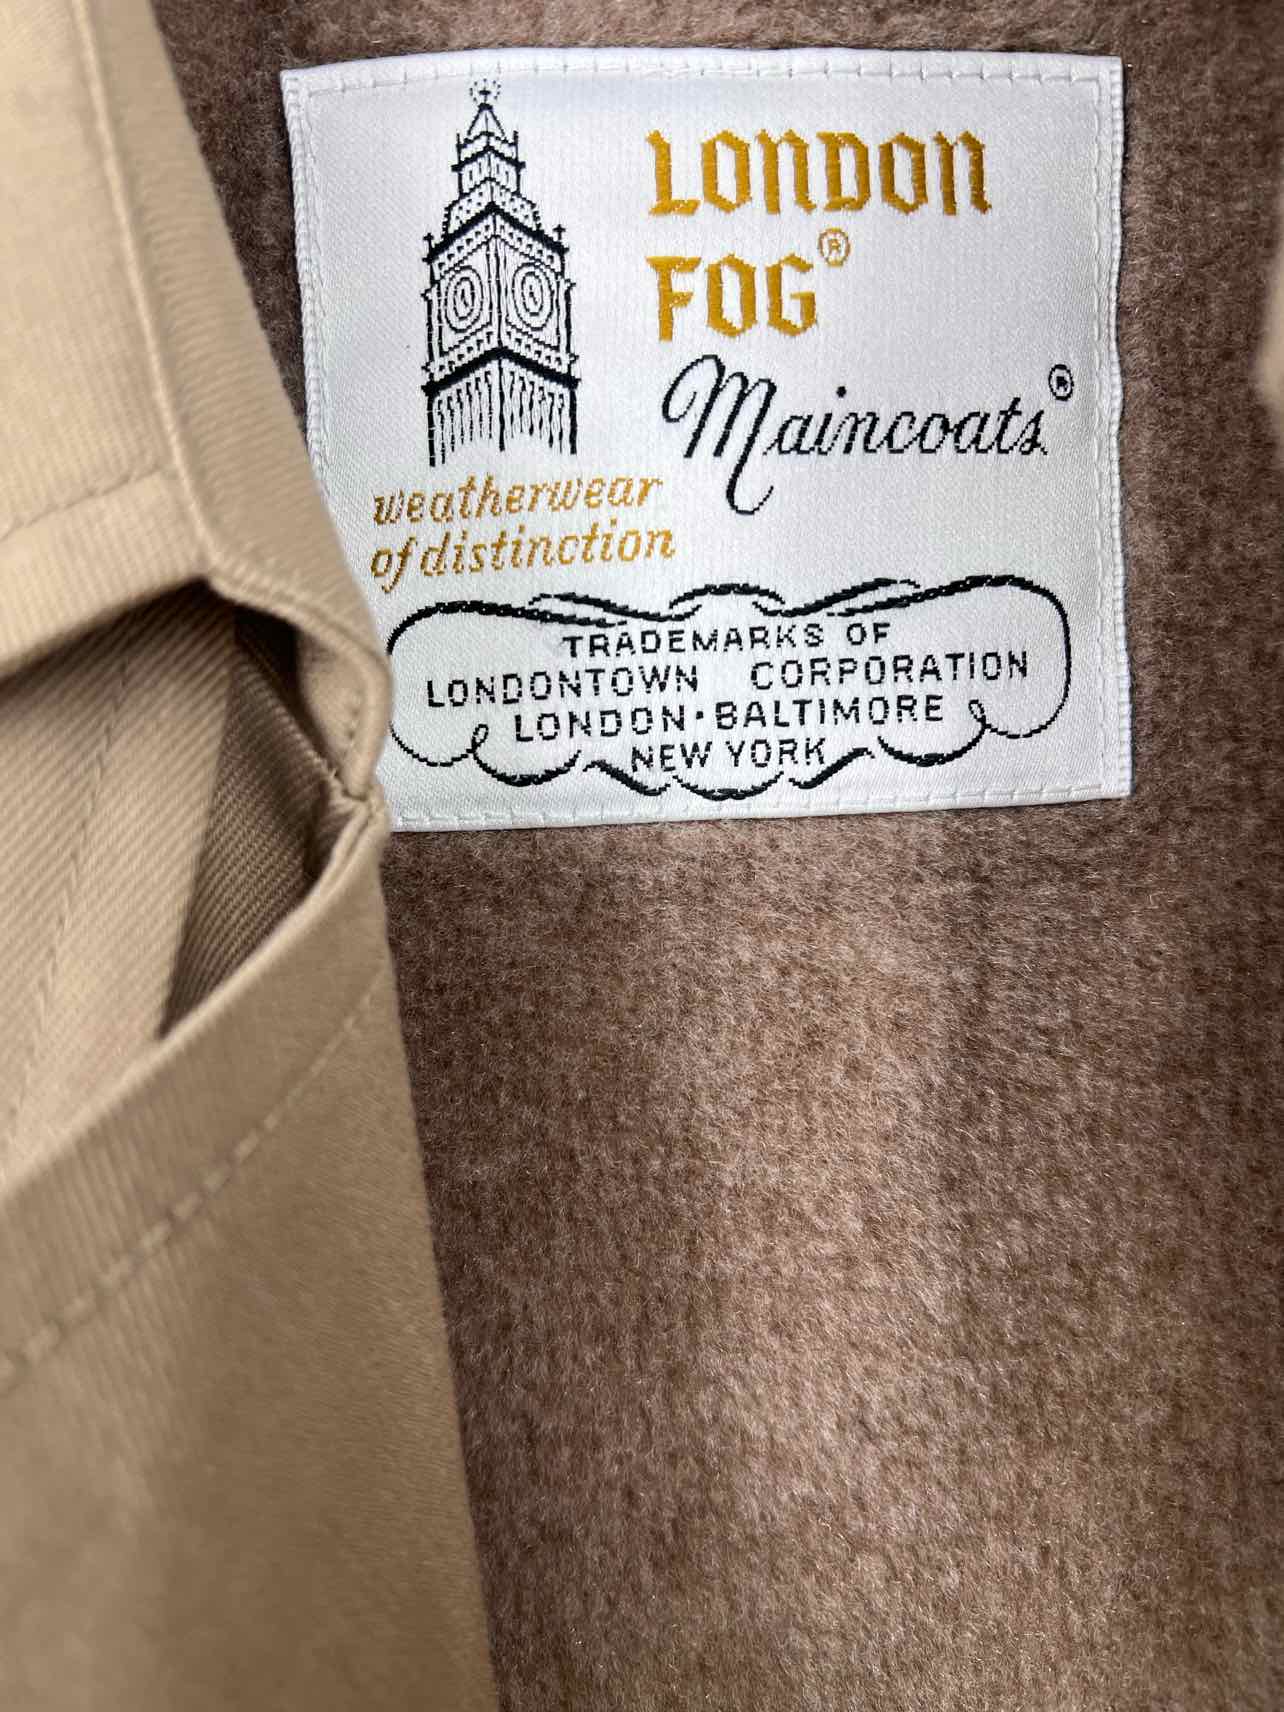 LONDON
FOG®
Maincoats®
weatherwear
of distinction
TRADEMARKS OF
LONDONTOWN CORPORATION
LONDON · BALTIMORE
NEW YORK